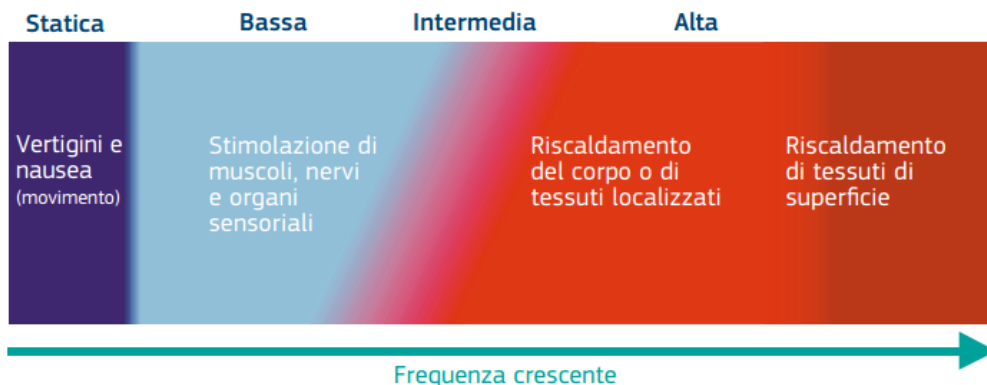 Statica
Bassa
Intermedia
Alta
Vertigini e
nausea
(movimento)
Stimolazione di
muscoli, nervi
e organi
sensoriali
Riscaldamento
del corpo o di
tessuti localizzati
Riscaldamento
di tessuti di
superficie
Frequenza crescente